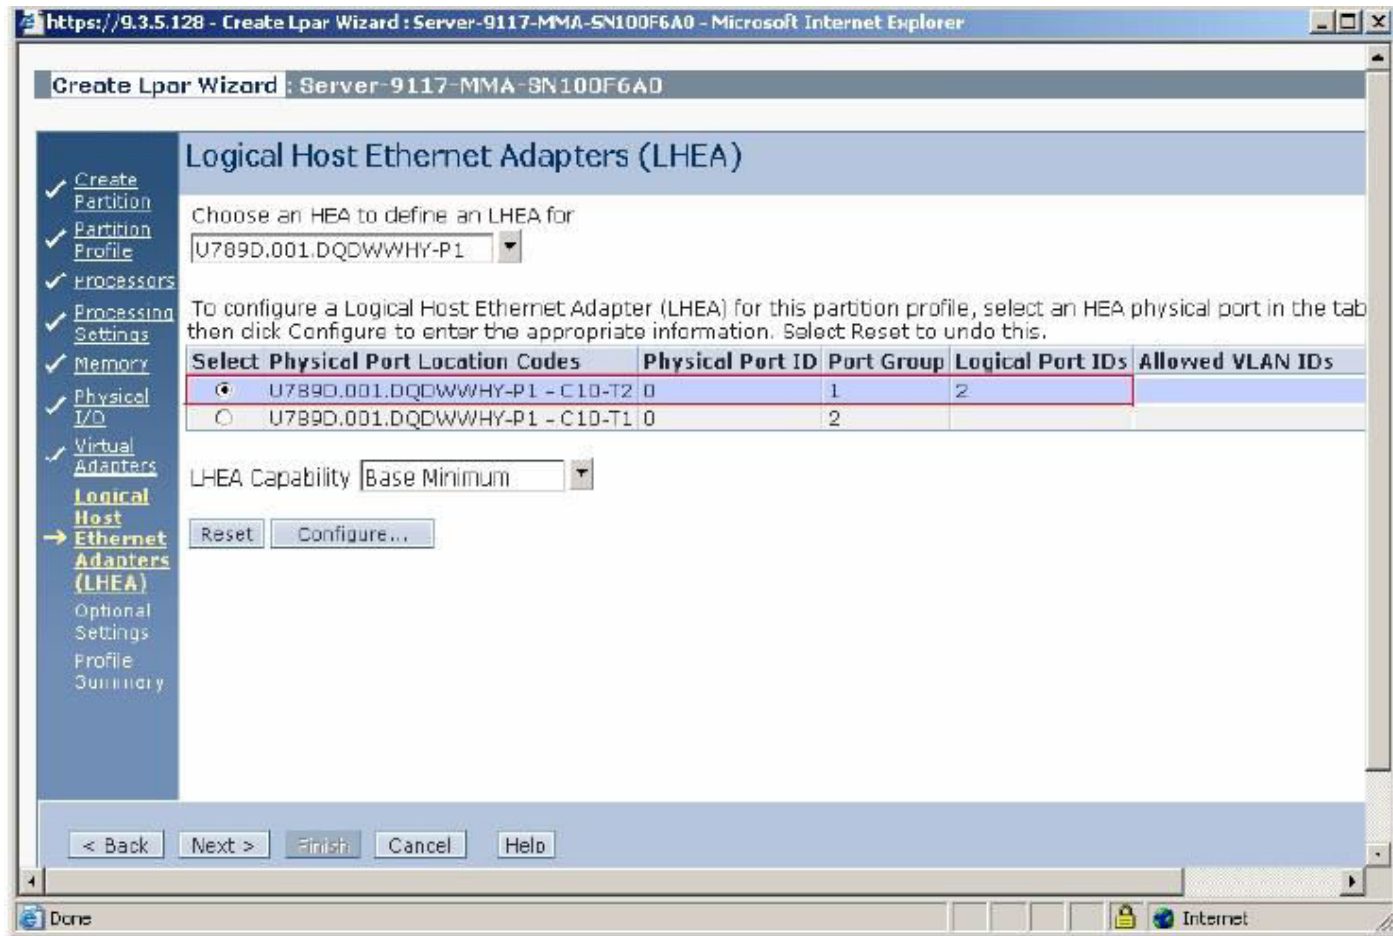 https://9.3.5.128 - Create Lpar Wizard : Server-9117-MMA-SN100F6A0 - Microsoft Internet Explorer
Create Lpar Wizard : Server-9117-MMA-SN100F6A0
Create
Partition
Partition
Profile
Processors
Processing
Settings
Memory
Physical
I/O
Virtual
Adapters
Logical
Host
Ethernet
Adapters
(LHEA)
Optional
Settings
Profile
Summary
Logical Host Ethernet Adapters (LHEA)
Choose an HEA to define an LHEA for
U789D.001.DQDWWHY-P1
To configure a Logical Host Ethernet Adapter (LHEA) for this partition profile, select an HEA physical port in the tab
then click Configure to enter the appropriate information. Select Reset to undo this.
Select Physical Port Location Codes Physical Port ID Port Group Logical Port IDs Allowed VLAN IDs
U789D.001.DQDWWHY-P1 - C10-T2 0 1 2
U789D.001.DQDWWHY-P1 - C10-T1 0 2
LHEA Capability Base Minimum
Reset Configure...
< Back Next > Finish Cancel Help
Done Internet